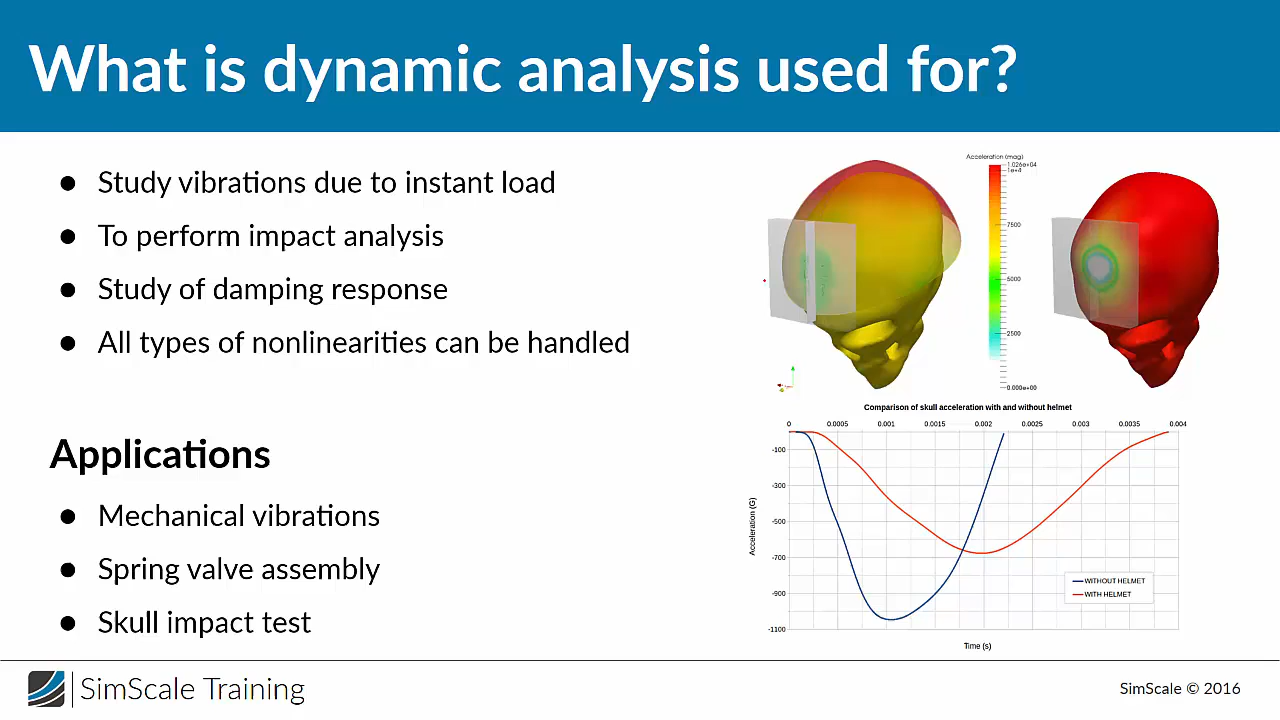 What is dynamic analysis used for?
● Study vibrations due to instant load
● To perform impact analysis
● Study of damping response
● All types of nonlinearities can be handled
Applications
● Mechanical vibrations
● Spring valve assembly
● Skull impact test
Acceleration (mag)
1.026e+04
1e+4
7500
5000
2500
0.000e+00
Comparison of skull acceleration with and without helmet
0 0.0005 0.001 0.0015 0.002 0.0025 0.003 0.0035 0.004
-100
-300
-500
-700
-900
-1100
Acceleration (G)
WITHOUT HELMET
WITH HELMET
Time (s)
SimScale Training
SimScale © 2016